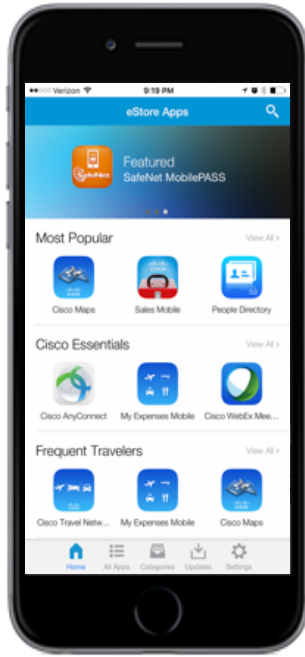 Verizon 9:19 PM
eStore Apps
SafeNet
Featured
SafeNet MobilePASS
Most Popular View All >
Cisco Maps Sales Mobile People Directory
Cisco Essentials View All >
Cisco AnyConnect My Expenses Mobile Cisco WebEx Mee...
Frequent Travelers View All >
Cisco Travel Netw... My Expenses Mobile Cisco Maps
Home All Apps Categories Updates Settings